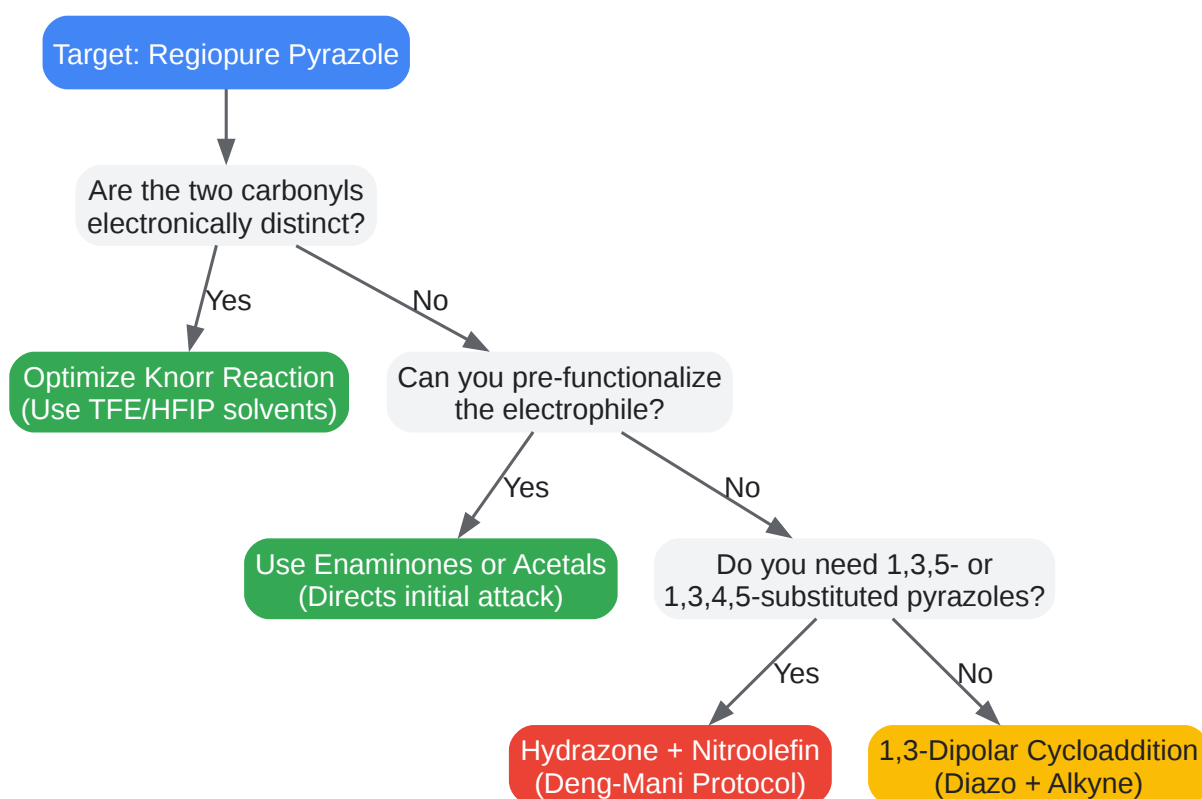 Target: Regiopure Pyrazole
Are the two carbonyls
electronically distinct?
Yes
No
Optimize Knorr Reaction
(Use TFE/HFIP solvents)
Can you pre-functionalize
the electrophile?
Yes
No
Use Enaminones or Acetals
(Directs initial attack)
Do you need 1,3,5- or
1,3,4,5-substituted pyrazoles?
Yes
No
Hydrazone + Nitroolefin
(Deng-Mani Protocol)
1,3-Dipolar Cycloaddition
(Diazo + Alkyne)